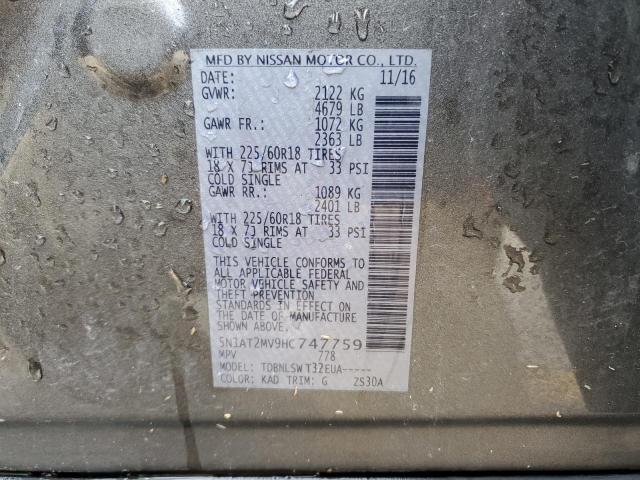 MFD BY NISSAN MOTOR CO., LTD.
DATE: 11/16
GVWR: 2122 KG
4679 LB
GAWR FR.: 1072 KG
2363 LB
WITH 225/60R18 TIRES
18 X 7J RIMS AT 33 PSI
COLD SINGLE
GAWR RR.: 1089 KG
2401 LB
WITH 225/60R18 TIRES
18 X 7J RIMS AT 33 PSI
COLD SINGLE
THIS VEHICLE CONFORMS TO
ALL APPLICABLE FEDERAL
MOTOR VEHICLE SAFETY AND
THEFT PREVENTION
STANDARDS IN EFFECT ON
THE DATE OF MANUFACTURE
SHOWN ABOVE.
5N1AT2MV9HC747759
MPV 778
MODEL: TDBNLSW T32EUA-----
COLOR: KAD TRIM: G ZS30A